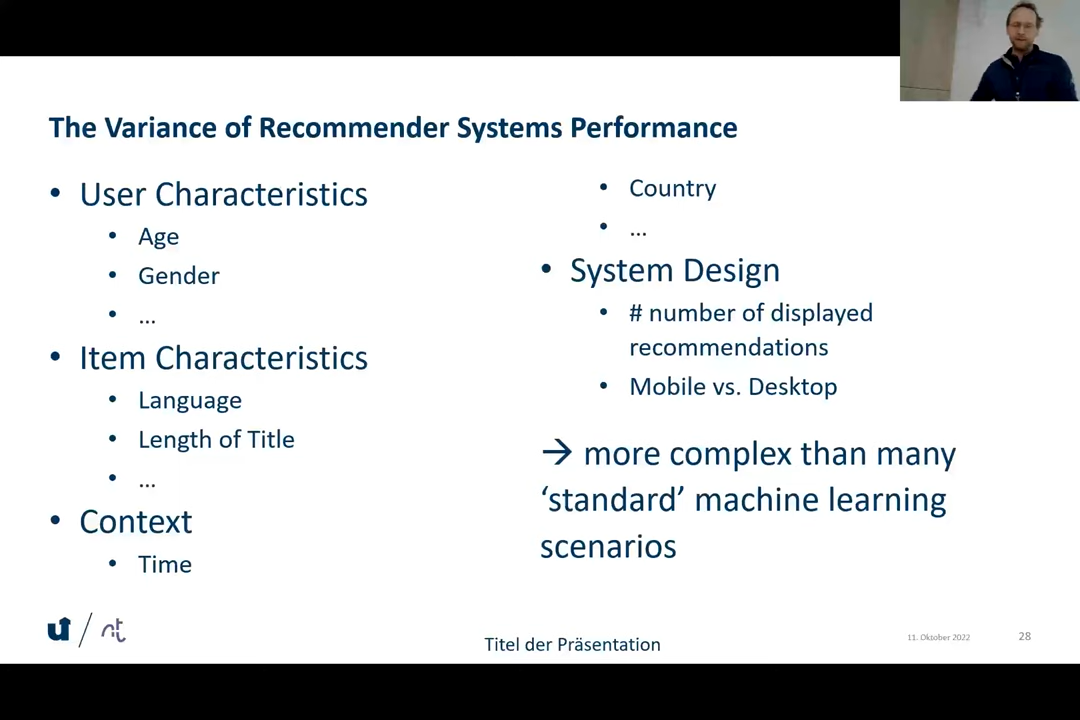 The Variance of Recommender Systems Performance
• User Characteristics
• Age
• Gender
• ...
• Item Characteristics
• Language
• Length of Title
• ...
• Context
• Time
• Country
• ...
• System Design
• # number of displayed
recommendations
• Mobile vs. Desktop
→ more complex than many
‘standard’ machine learning
scenarios
Titel der Präsentation
11. Oktober 2022
28